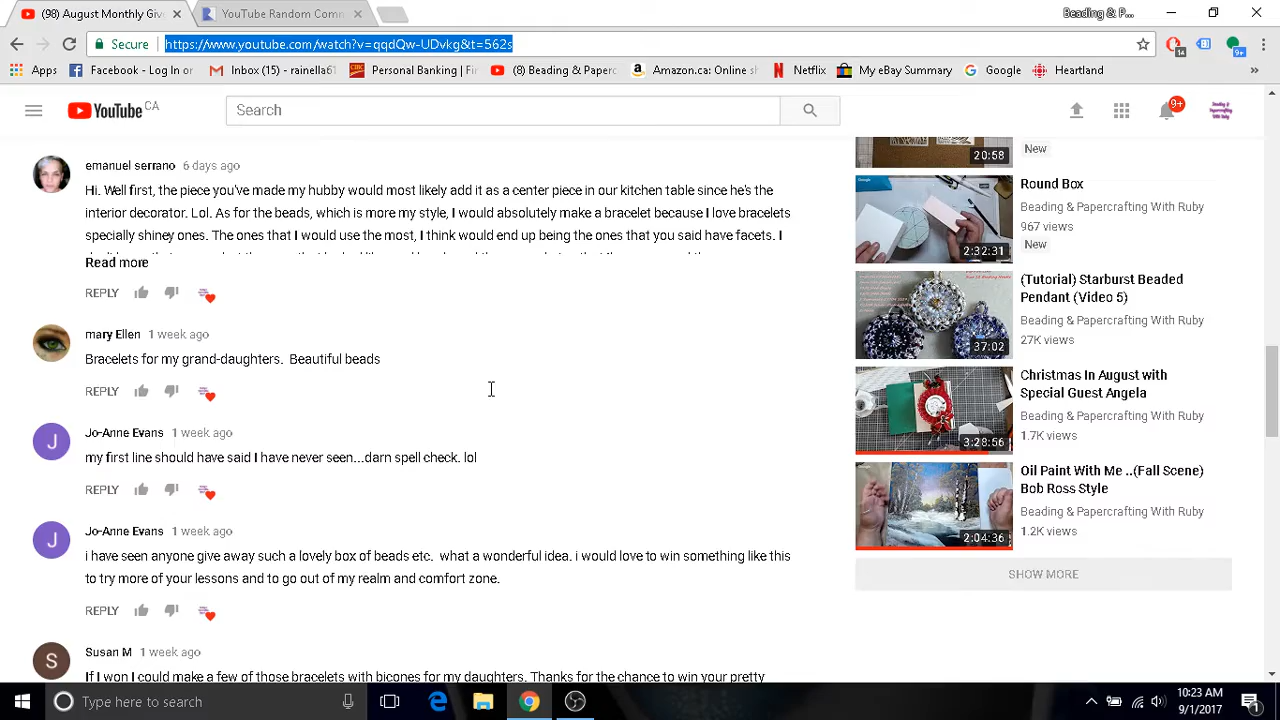 (98) August Monthly Giv
YouTube Random Comm
Beading & P...
Secure
https://www.youtube.com/watch?v=qqdQw-UDvkg&t=562s
14
9+
Apps
Facebook - Log In or
Inbox (15) - rainella61
Personal Banking | Fir
(8) Beading & Paperc
Amazon.ca: Online sh
Netflix
My eBay Summary
Google
Heartland
»
YouTube CA
Search
9+
emanuel serrano 6 days ago
Hi. Well first, the piece you've made my hubby would most likely add it as a center piece in our kitchen table since he's the
interior decorator. Lol. As for the beads, which is more my style, I would absolutely make a bracelet because I love bracelets
specially shiney ones. The ones that I would use the most, I think would end up being the ones that you said have facets. I
Read more
REPLY
mary Ellen 1 week ago
Bracelets for my grand-daughters. Beautiful beads
REPLY
Jo-Anne Evans 1 week ago
my first line should have said I have never seen...darn spell check. lol
REPLY
Jo-Anne Evans 1 week ago
i have seen anyone give away such a lovely box of beads etc. what a wonderful idea. i would love to win something like this
to try more of your lessons and to go out of my realm and comfort zone.
REPLY
Susan M 1 week ago
If I won I could make a few of those bracelets with bicones for my daughters. Thanks for the chance to win your pretty
20:58
New
Round Box
Beading & Papercrafting With Ruby
967 views
New
2:32:31
(Tutorial) Starburst Beaded
Pendant (Video 5)
Beading & Papercrafting With Ruby
27K views
37:02
Christmas In August with
Special Guest Angela
Beading & Papercrafting With Ruby
1.7K views
3:28:56
Oil Paint With Me ..(Fall Scene)
Bob Ross Style
Beading & Papercrafting With Ruby
1.2K views
2:04:36
SHOW MORE
J
J
S
Type here to search
10:23 AM
9/1/2017
1